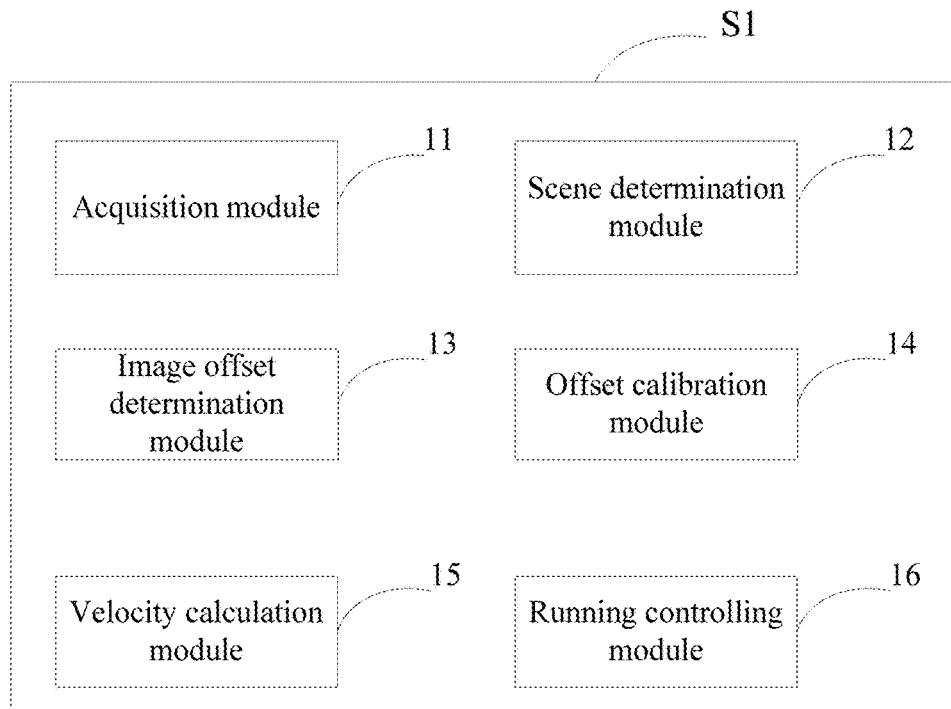 S1
11
12
Acquisition module
Scene determination
module
13
14
Image offset
determination
module
Offset calibration
module
15
16
Velocity calculation
module
Running controlling
module